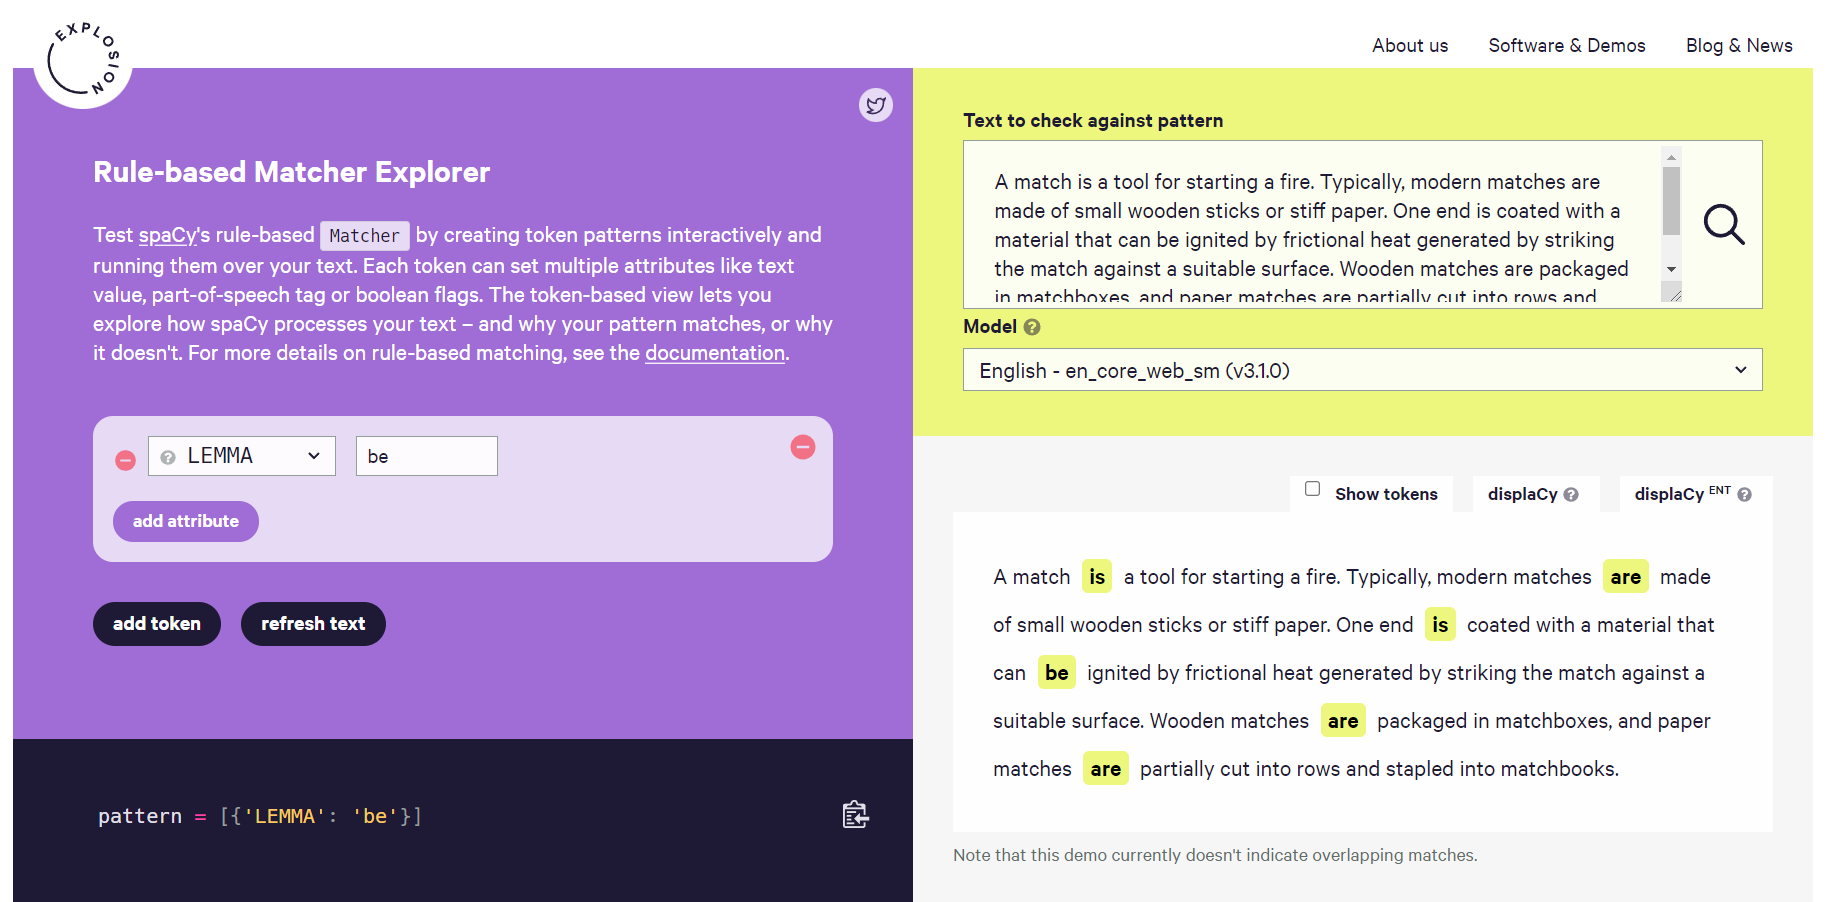 EXPLOSION
About us Software & Demos Blog & News
Rule-based Matcher Explorer
Test spaCy's rule-based Matcher by creating token patterns interactively and
running them over your text. Each token can set multiple attributes like text
value, part-of-speech tag or boolean flags. The token-based view lets you
explore how spaCy processes your text – and why your pattern matches, or why
it doesn't. For more details on rule-based matching, see the documentation.
? LEMMA be
add attribute
add token refresh text
pattern = [{'LEMMA': 'be'}]
Text to check against pattern
A match is a tool for starting a fire. Typically, modern matches are
made of small wooden sticks or stiff paper. One end is coated with a
material that can be ignited by frictional heat generated by striking
the match against a suitable surface. Wooden matches are packaged
in matchboxes, and paper matches are partially cut into rows and
Model ?
English - en_core_web_sm (v3.1.0)
Show tokens displaCy ? displaCy ENT ?
A match is a tool for starting a fire. Typically, modern matches are made
of small wooden sticks or stiff paper. One end is coated with a material that
can be ignited by frictional heat generated by striking the match against a
suitable surface. Wooden matches are packaged in matchboxes, and paper
matches are partially cut into rows and stapled into matchbooks.
Note that this demo currently doesn't indicate overlapping matches.